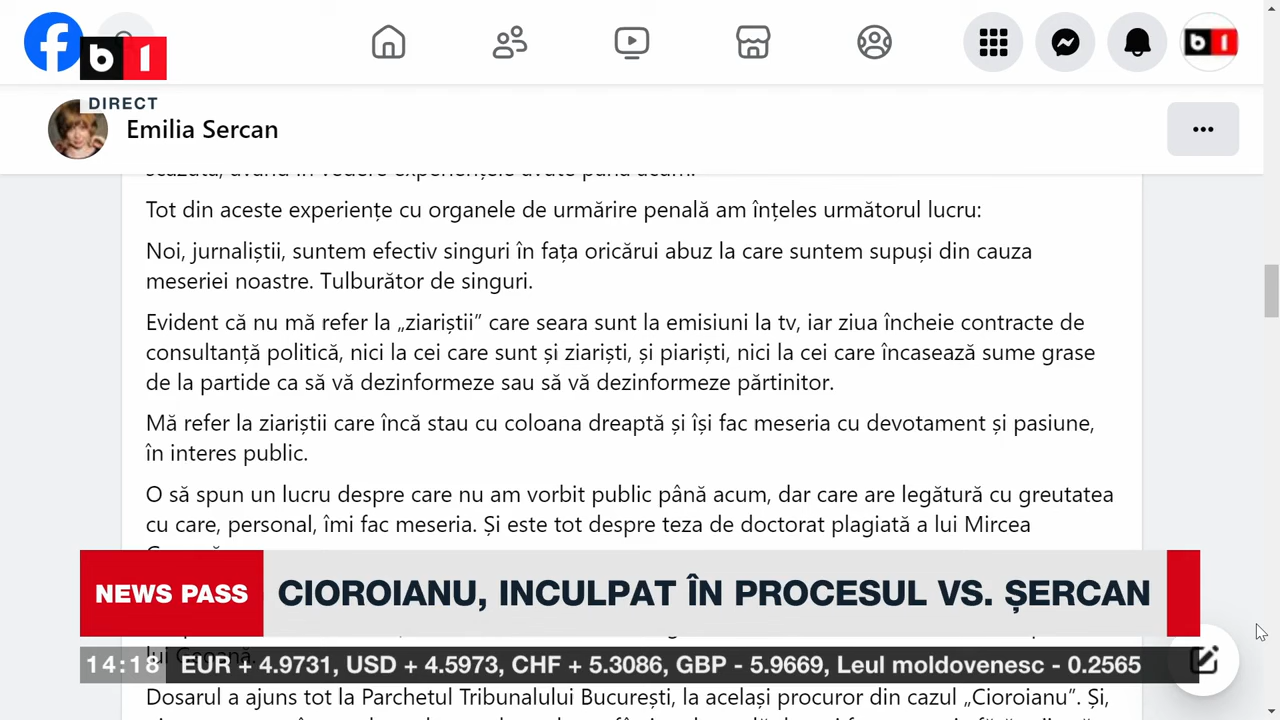 b1
DIRECT
Emilia Sercan
Tot din aceste experiențe cu organele de urmărire penală am înțeles următorul lucru:
Noi, jurnaliștii, suntem efectiv singuri în fața oricărui abuz la care suntem supuși din cauza
meseriei noastre. Tulburător de singuri.
Evident că nu mă refer la „ziariștii” care seara sunt la emisiuni la tv, iar ziua încheie contracte de
consultanță politică, nici la cei care sunt și ziariști, și piariști, nici la cei care încasează sume grase
de la partide ca să vă dezinformeze sau să vă dezinformeze părtinitor.
Mă refer la ziariștii care încă stau cu coloana dreaptă și își fac meseria cu devotament și pasiune,
în interes public.
O să spun un lucru despre care nu am vorbit public până acum, dar care are legătură cu greutatea
cu care, personal, îmi fac meseria. Și este tot despre teza de doctorat plagiată a lui Mircea
NEWS PASS CIOROIANU, INCULPAT ÎN PROCESUL VS. ȘERCAN
14:18 EUR + 4.9731, USD + 4.5973, CHF + 5.3086, GBP - 5.9669, Leul moldovenesc - 0.2565
Dosarul a ajuns tot la Parchetul Tribunalului București, la același procuror din cazul „Cioroianu”. Și,